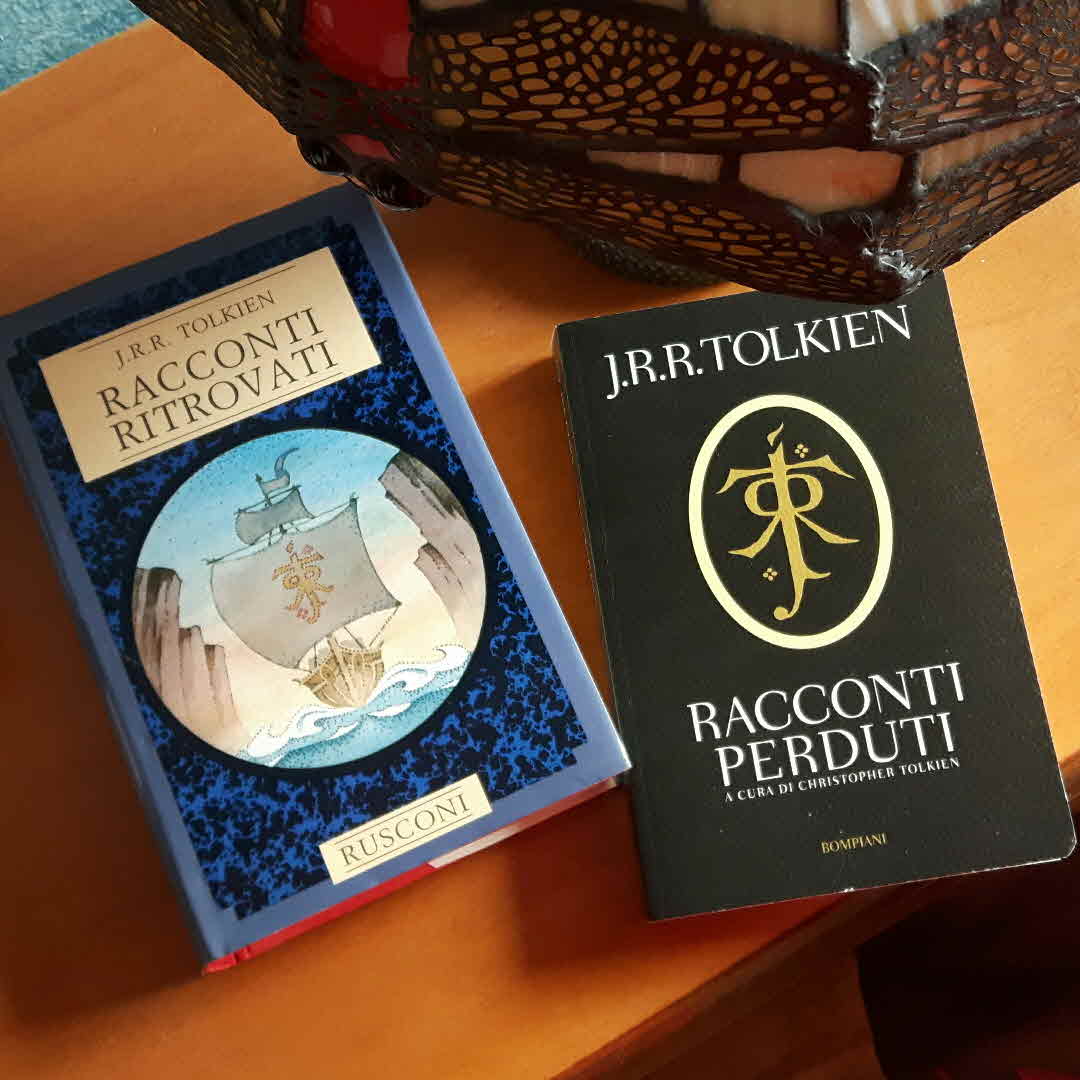 J.R.R. TOLKIEN
RACCONTI
RITROVATI
RUSCONI
J.R.R. TOLKIEN
RACCONTI
PERDUTI
A CURA DI CHRISTOPHER TOLKIEN
BOMPIANI